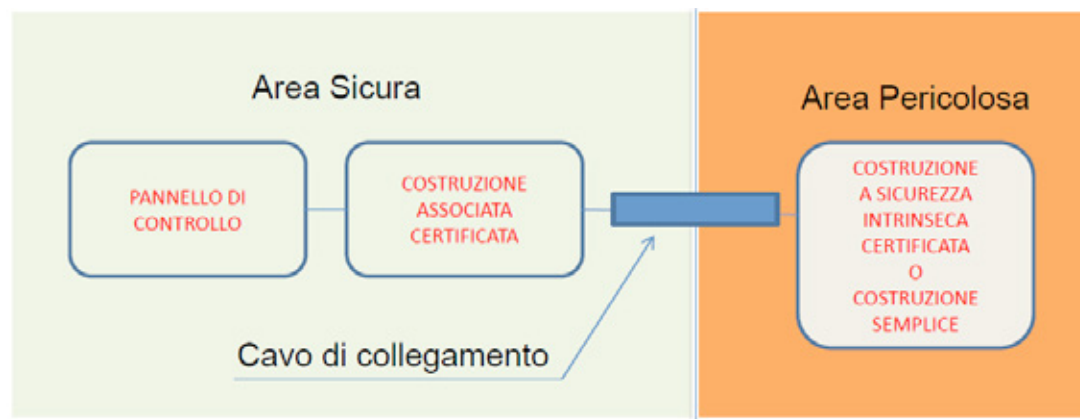 Area Sicura
Area Pericolosa
PANNELLO DI
CONTROLLO
COSTRUZIONE
ASSOCIATA
CERTIFICATA
COSTRUZIONE
A SICUREZZA
INTRINSECA
CERTIFICATA
O
COSTRUZIONE
SEMPLICE
Cavo di collegamento